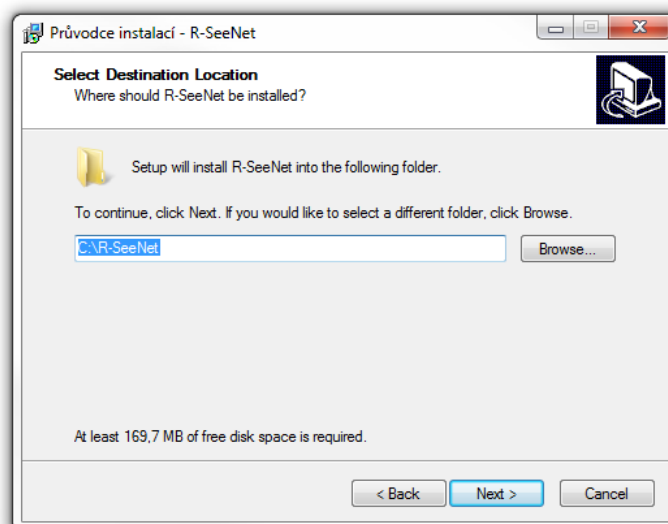 Průvodce instalací - R-SeeNet
Select Destination Location
Where should R-SeeNet be installed?
Setup will install R-SeeNet into the following folder.
To continue, click Next. If you would like to select a different folder, click Browse.
C:\R-SeeNet
Browse...
At least 169,7 MB of free disk space is required.
< Back
Next >
Cancel